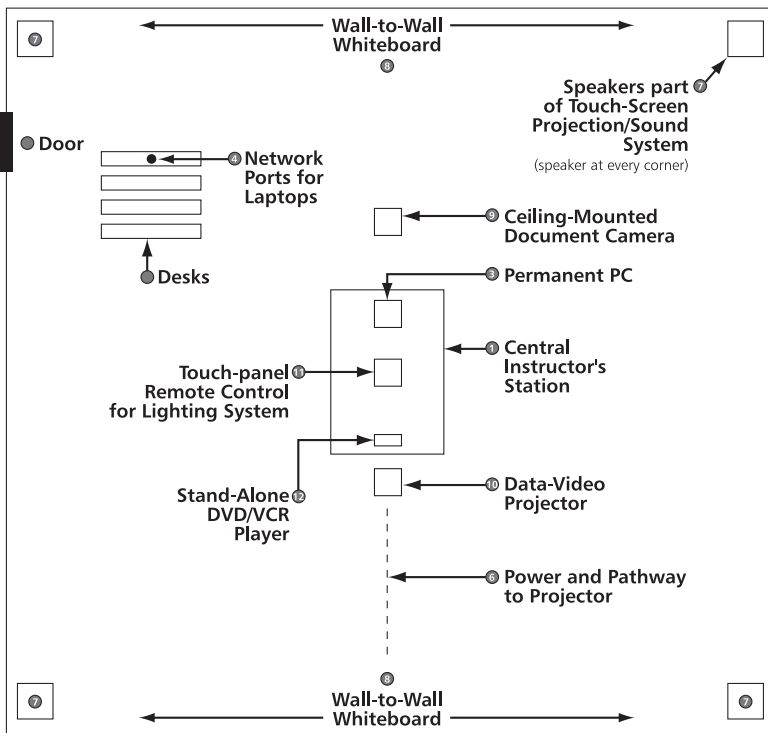 7
Wall-to-Wall
Whiteboard
8
7
Speakers part
of Touch-Screen
Projection/Sound
System
(speaker at every corner)
Door
4
Network
Ports for
Laptops
Desks
9
Ceiling-Mounted
Document Camera
3
Permanent PC
1
Central
Instructor's
Station
11
Touch-panel
Remote Control
for Lighting System
12
Stand-Alone
DVD/VCR
Player
10
Data-Video
Projector
6
Power and Pathway
to Projector
7
8
Wall-to-Wall
Whiteboard
7